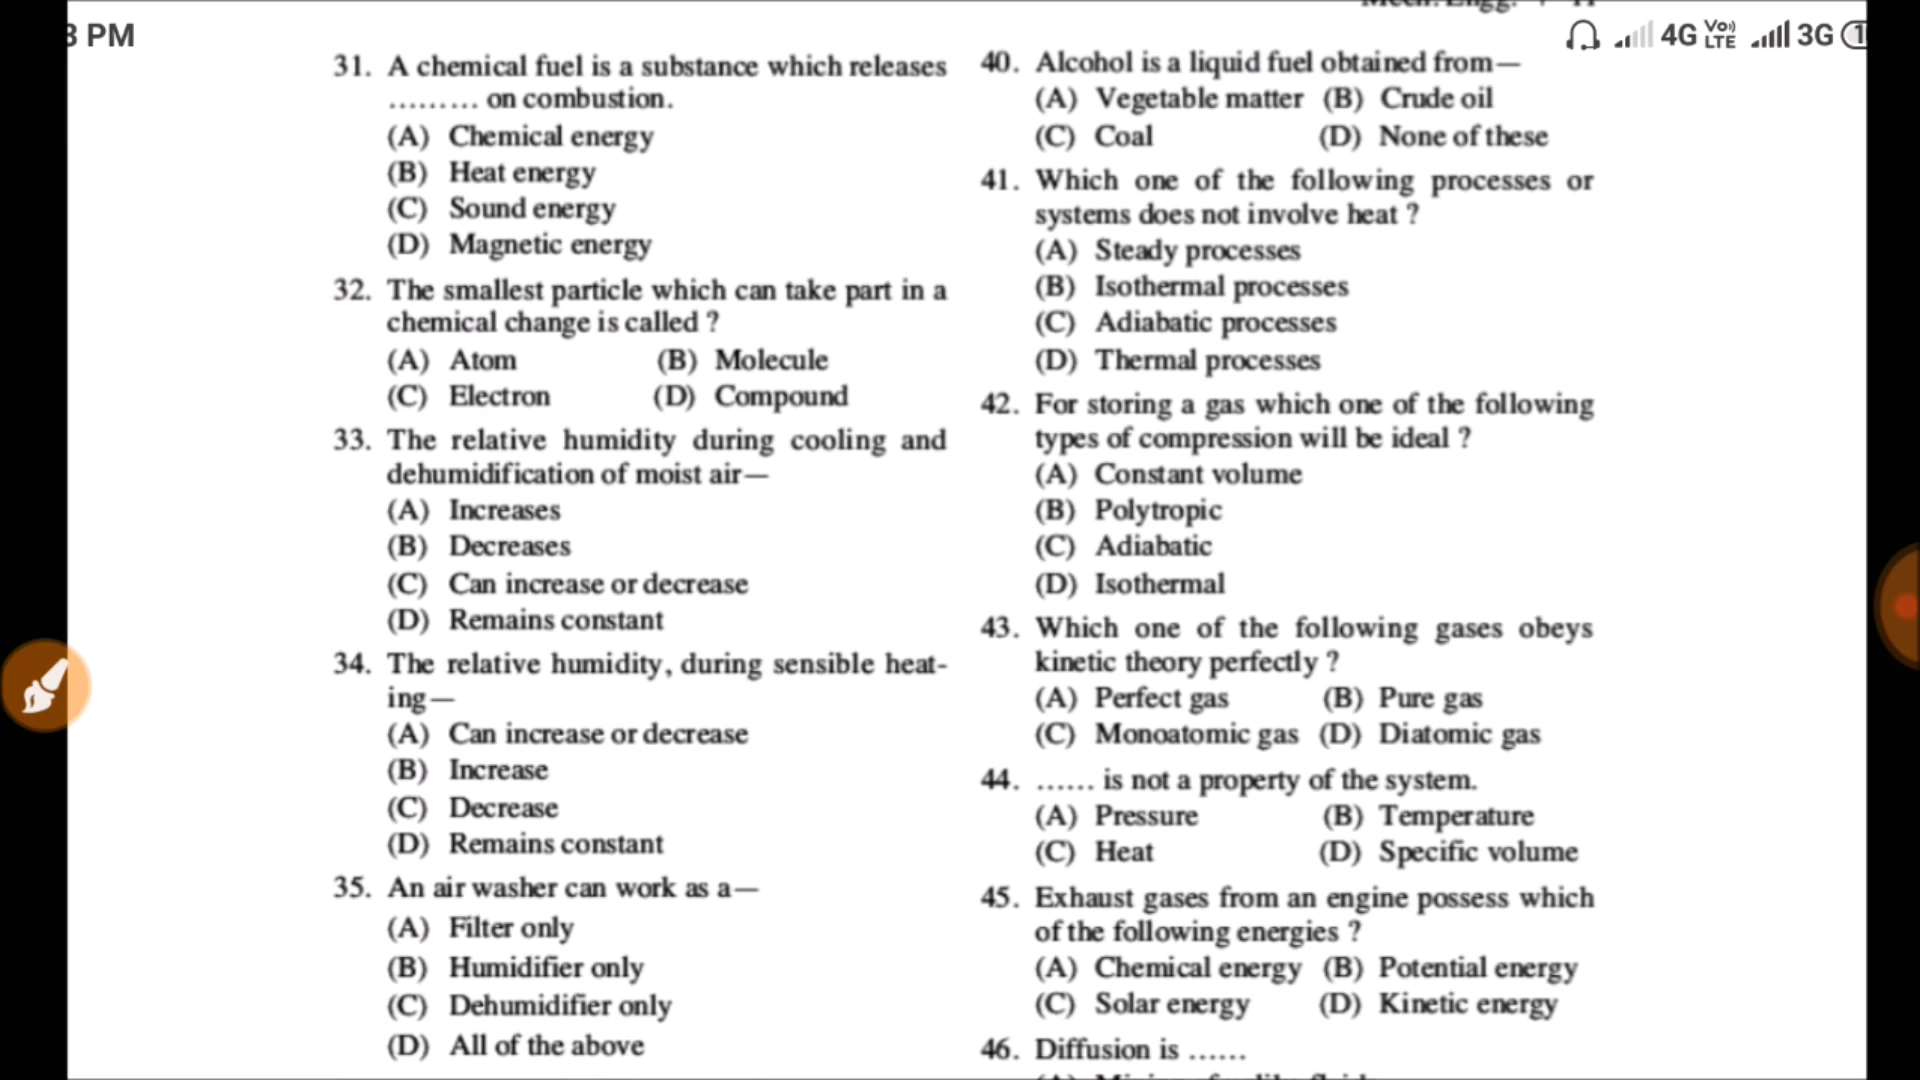 3 PM
4G VoLTE 3G
31. A chemical fuel is a substance which releases
......... on combustion.
(A) Chemical energy
(B) Heat energy
(C) Sound energy
(D) Magnetic energy
32. The smallest particle which can take part in a
chemical change is called ?
(A) Atom (B) Molecule
(C) Electron (D) Compound
33. The relative humidity during cooling and
dehumidification of moist air—
(A) Increases
(B) Decreases
(C) Can increase or decrease
(D) Remains constant
34. The relative humidity, during sensible heat-
ing—
(A) Can increase or decrease
(B) Increase
(C) Decrease
(D) Remains constant
35. An air washer can work as a—
(A) Filter only
(B) Humidifier only
(C) Dehumidifier only
(D) All of the above
40. Alcohol is a liquid fuel obtained from—
(A) Vegetable matter (B) Crude oil
(C) Coal (D) None of these
41. Which one of the following processes or
systems does not involve heat ?
(A) Steady processes
(B) Isothermal processes
(C) Adiabatic processes
(D) Thermal processes
42. For storing a gas which one of the following
types of compression will be ideal ?
(A) Constant volume
(B) Polytropic
(C) Adiabatic
(D) Isothermal
43. Which one of the following gases obeys
kinetic theory perfectly ?
(A) Perfect gas (B) Pure gas
(C) Monoatomic gas (D) Diatomic gas
44. ...... is not a property of the system.
(A) Pressure (B) Temperature
(C) Heat (D) Specific volume
45. Exhaust gases from an engine possess which
of the following energies ?
(A) Chemical energy (B) Potential energy
(C) Solar energy (D) Kinetic energy
46. Diffusion is ......